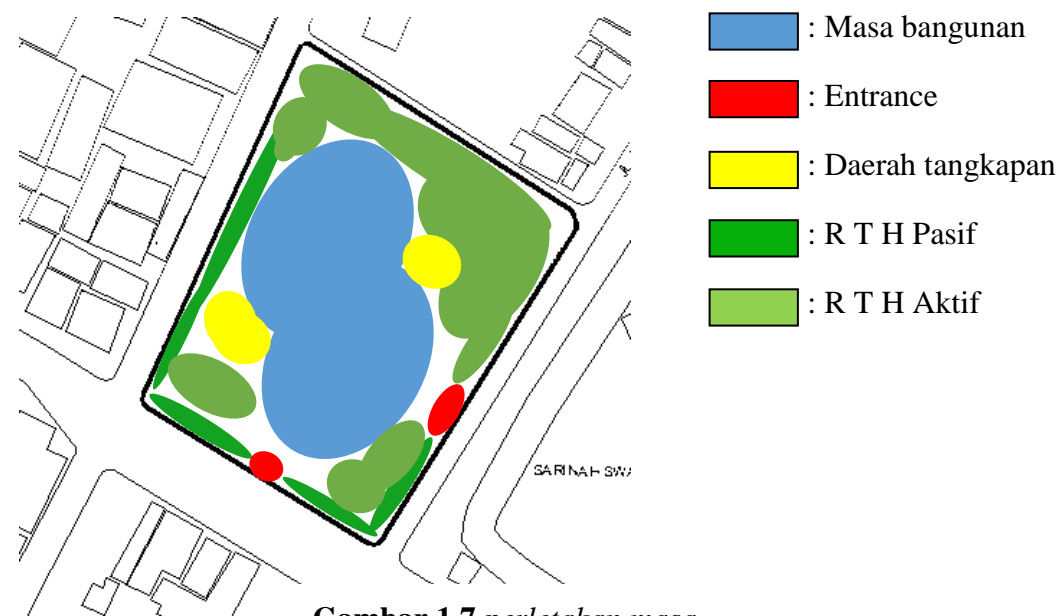 : Masa bangunan
: Entrance
: Daerah tangkapan
: R T H Pasif
: R T H Aktif
SARINAH SWA
Gambar 1.7 perletakan masa